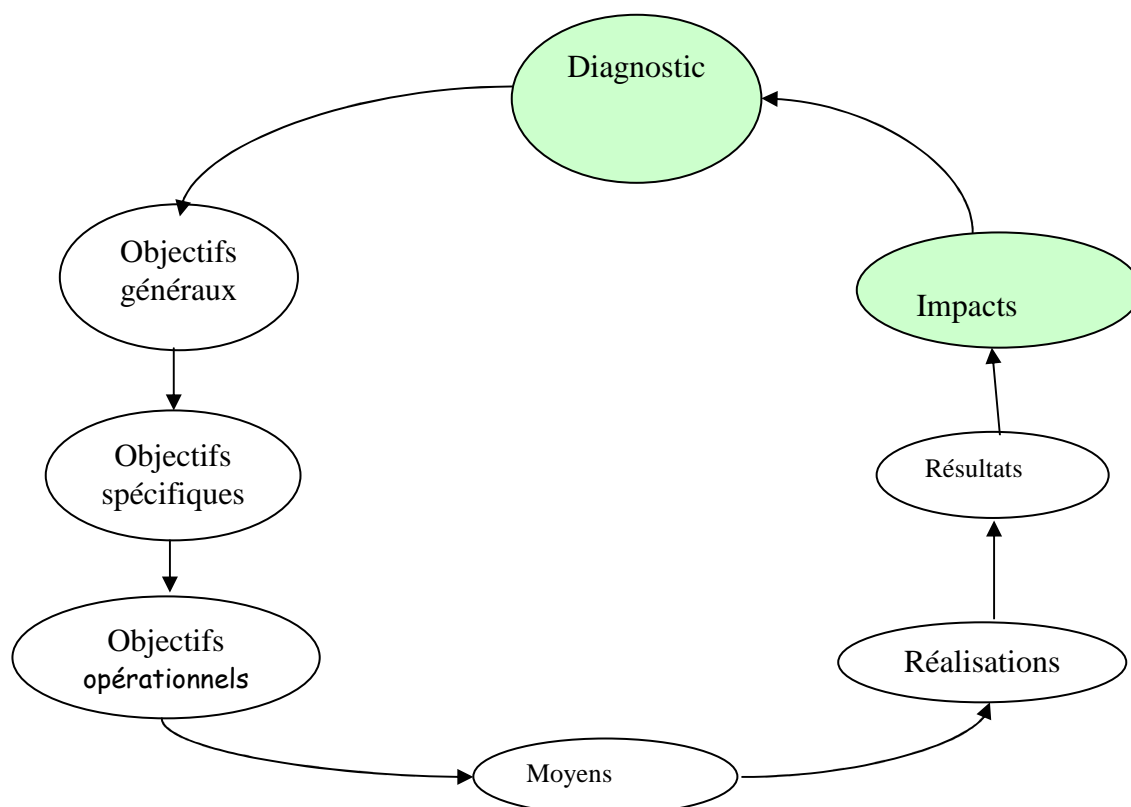 Diagnostic
Objectifs
généraux
Impacts
Objectifs
spécifiques
Résultats
Objectifs
opérationnels
Réalisations
Moyens